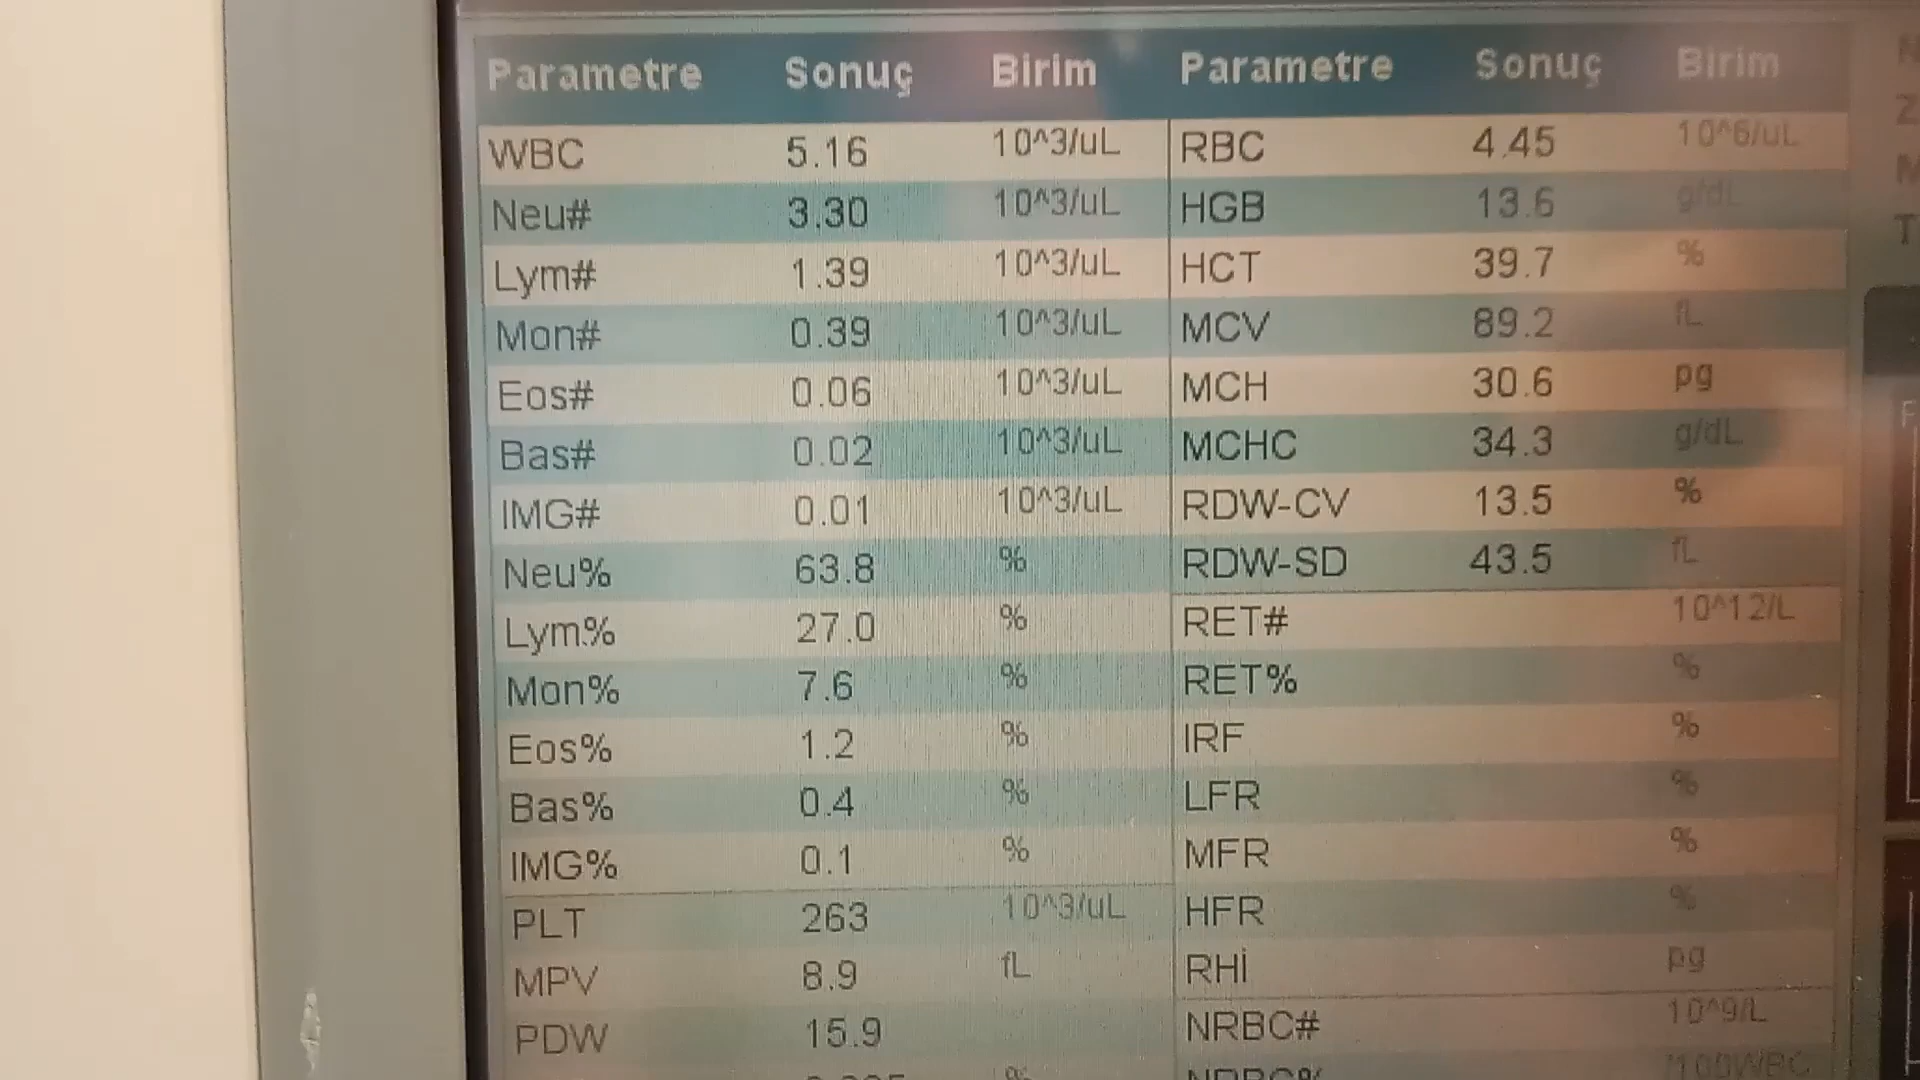 Parametre Sonuç Birim Parametre Sonuç Birim
WBC 5.16 10^3/uL RBC 4.45 10^6/uL
Neu# 3.30 10^3/uL HGB 13.6 g/dL
Lym# 1.39 10^3/uL HCT 39.7 %
Mon# 0.39 10^3/uL MCV 89.2 fL
Eos# 0.06 10^3/uL MCH 30.6 pg
Bas# 0.02 10^3/uL MCHC 34.3 g/dL
IMG# 0.01 10^3/uL RDW-CV 13.5 %
Neu% 63.8 % RDW-SD 43.5 fL
Lym% 27.0 % RET# 10^12/L
Mon% 7.6 % RET% %
Eos% 1.2 % IRF %
Bas% 0.4 % LFR %
IMG% 0.1 % MFR %
PLT 263 10^3/uL HFR %
MPV 8.9 fL RHİ pg
PDW 15.9 NRBC# 10^9/L
% NRBC% /100WBC